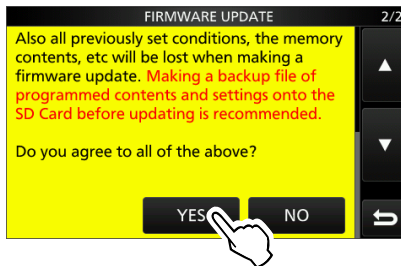 FIRMWARE UPDATE 2/2
Also all previously set conditions, the memory
contents, etc will be lost when making a
firmware update. Making a backup file of
programmed contents and settings onto the
SD Card before updating is recommended.
Do you agree to all of the above?
YES NO